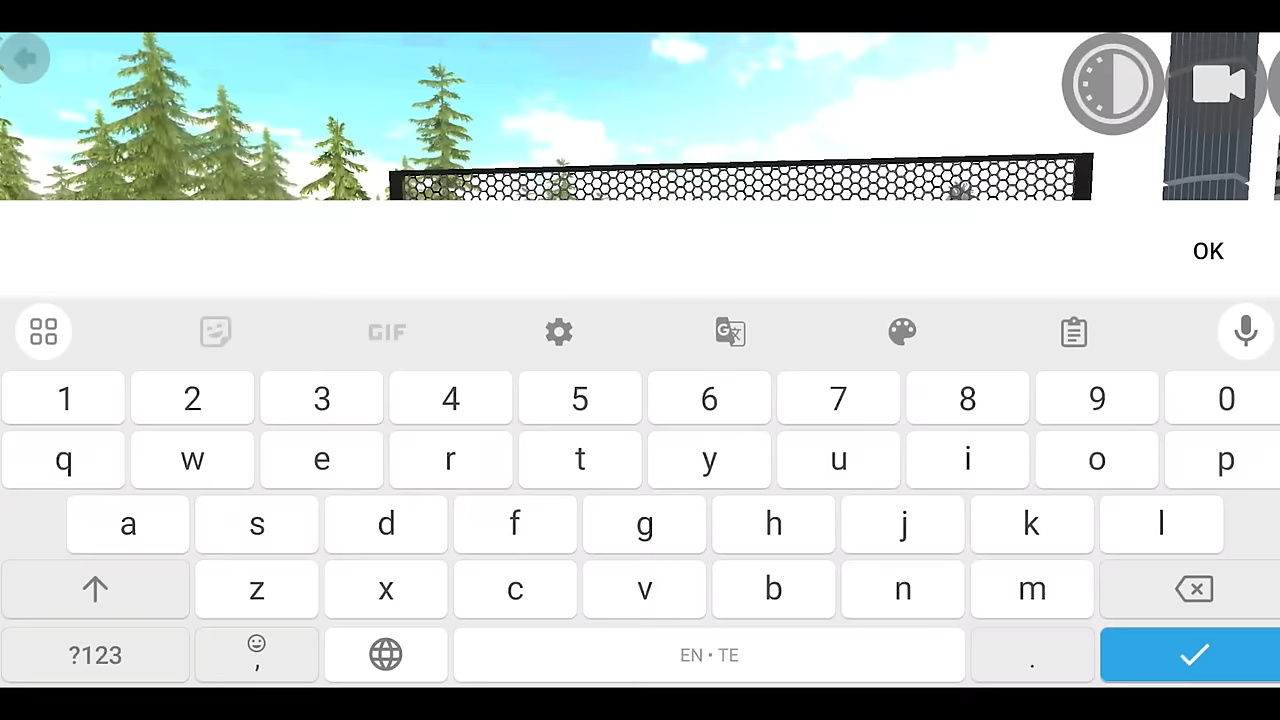 OK
GIF
1 2 3 4 5 6 7 8 9 0
q w e r t y u i o p
a s d f g h j k l
z x c v b n m
?123 , EN • TE .